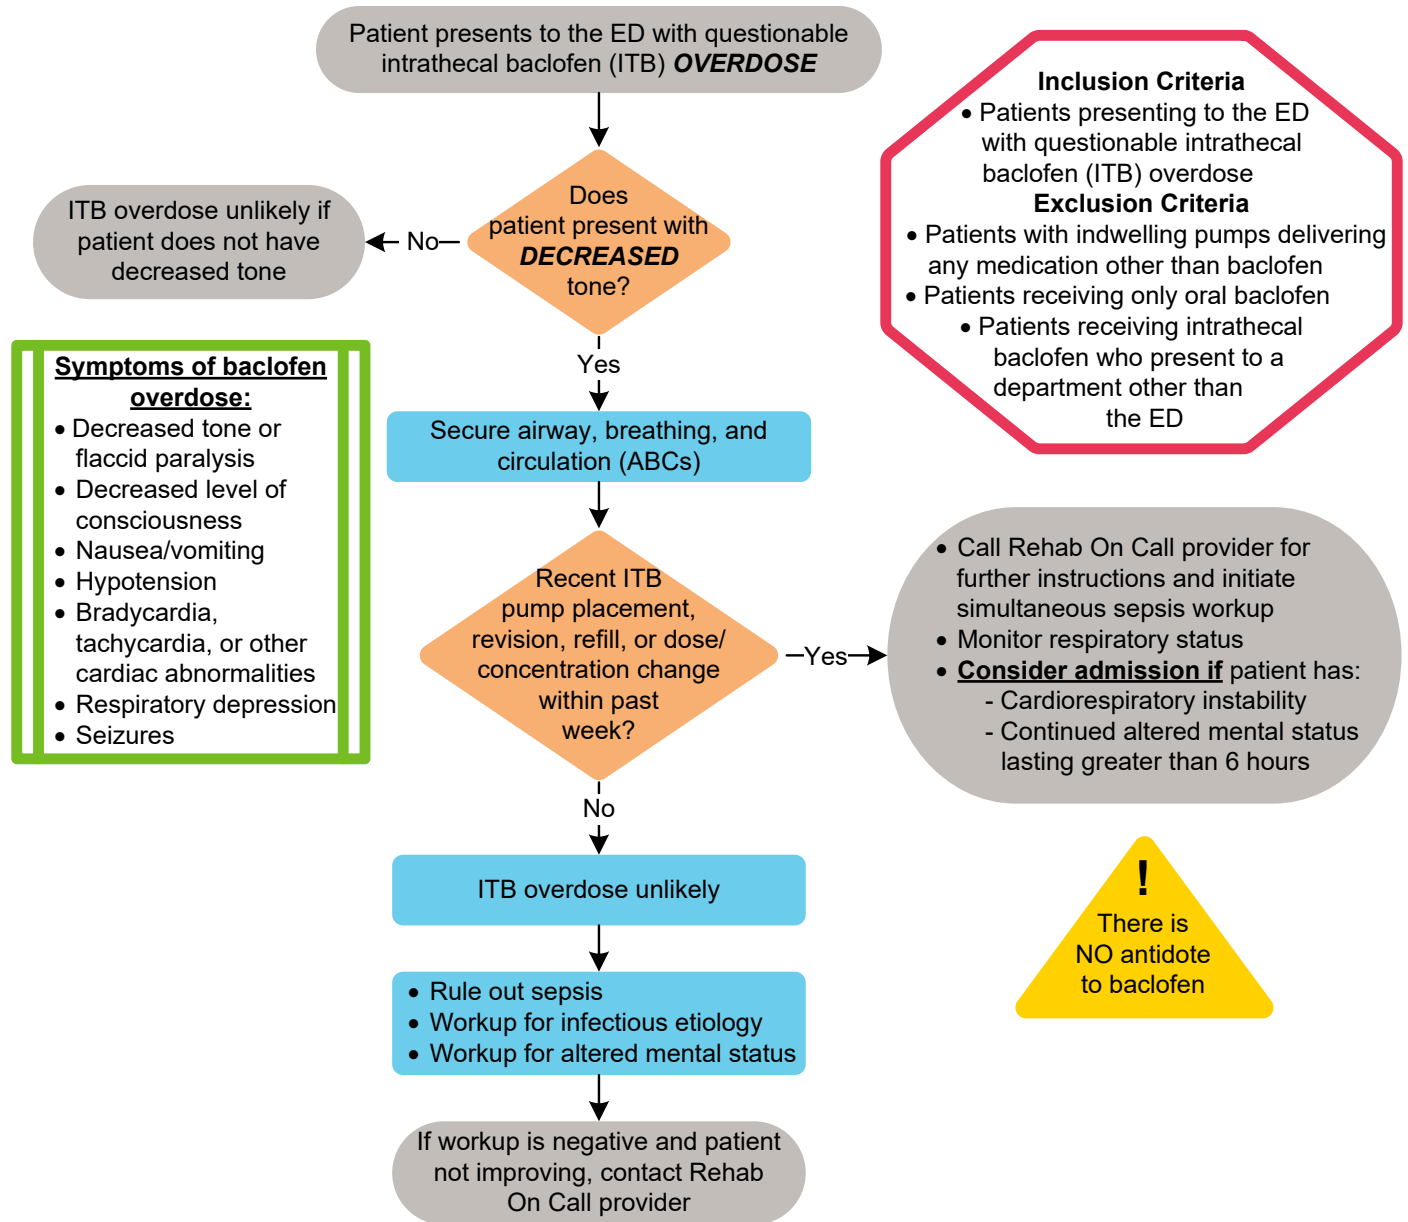 Patient presents to the ED with questionable
intrathecal baclofen (ITB) OVERDOSE
Inclusion Criteria
• Patients presenting to the ED
with questionable intrathecal
baclofen (ITB) overdose
Exclusion Criteria
• Patients with indwelling pumps delivering
any medication other than baclofen
• Patients receiving only oral baclofen
• Patients receiving intrathecal
baclofen who present to a
department other than
the ED
Does
patient present with
DECREASED
tone?
No
ITB overdose unlikely if
patient does not have
decreased tone
Yes
Symptoms of baclofen
overdose:
• Decreased tone or
flaccid paralysis
• Decreased level of
consciousness
• Nausea/vomiting
• Hypotension
• Bradycardia,
tachycardia, or other
cardiac abnormalities
• Respiratory depression
• Seizures
Secure airway, breathing, and
circulation (ABCs)
Recent ITB
pump placement,
revision, refill, or dose/
concentration change
within past
week?
Yes
• Call Rehab On Call provider for
further instructions and initiate
simultaneous sepsis workup
• Monitor respiratory status
• Consider admission if patient has:
- Cardiorespiratory instability
- Continued altered mental status
lasting greater than 6 hours
No
ITB overdose unlikely
!
There is
NO antidote
to baclofen
• Rule out sepsis
• Workup for infectious etiology
• Workup for altered mental status
If workup is negative and patient
not improving, contact Rehab
On Call provider